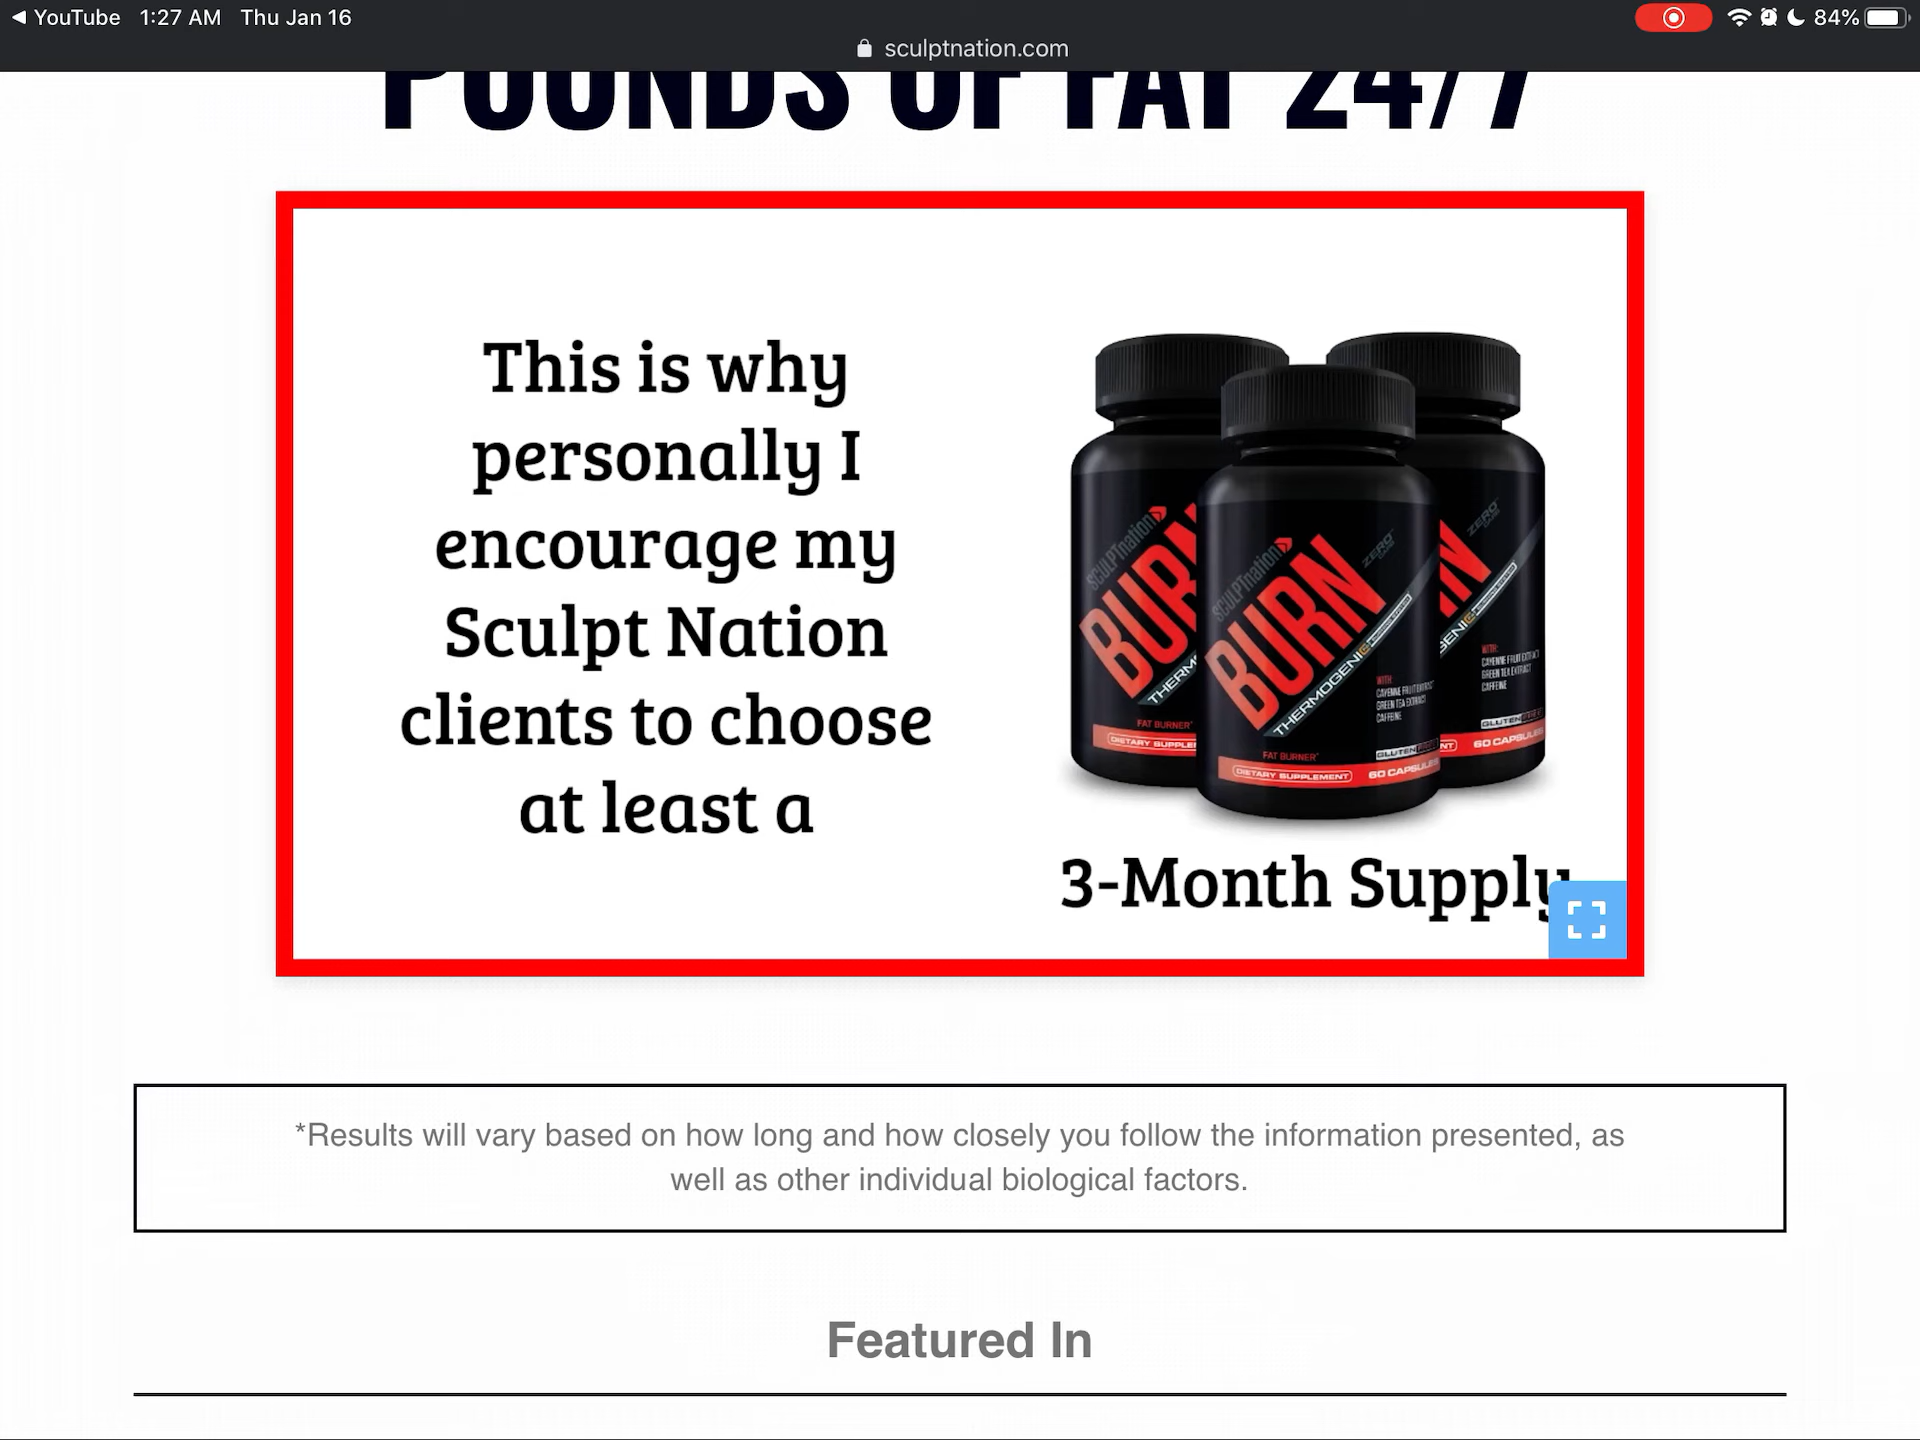 YouTube 1:27 AM Thu Jan 16
84%
sculptnation.com
POUNDS OF FAT 24/7
This is why
personally I
encourage my
Sculpt Nation
clients to choose
at least a
SCULPTnation
BURN
ZERO
THERMOGENIC
WITH:
CAYENNE FRUIT EXTRACT
GREEN TEA EXTRACT
CAFFEINE
FAT BURNER
GLUTEN
DIETARY SUPPLEMENT
60 CAPSULES
3-Month Supply
*Results will vary based on how long and how closely you follow the information presented, as
well as other individual biological factors.
Featured In